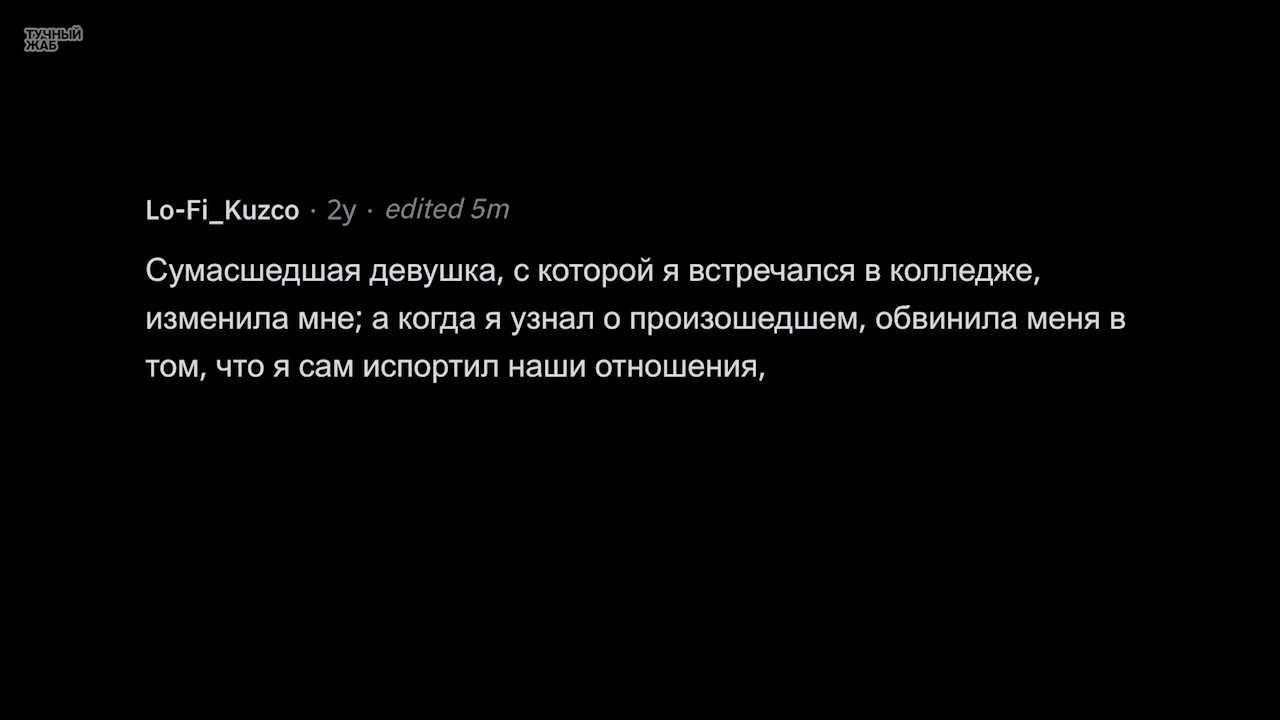 ТУЧНЫЙ
ЖАБ
Lo-Fi_Kuzco · 2y · edited 5m
Сумасшедшая девушка, с которой я встречался в колледже,
изменила мне; а когда я узнал о произошедшем, обвинила меня в
том, что я сам испортил наши отношения,